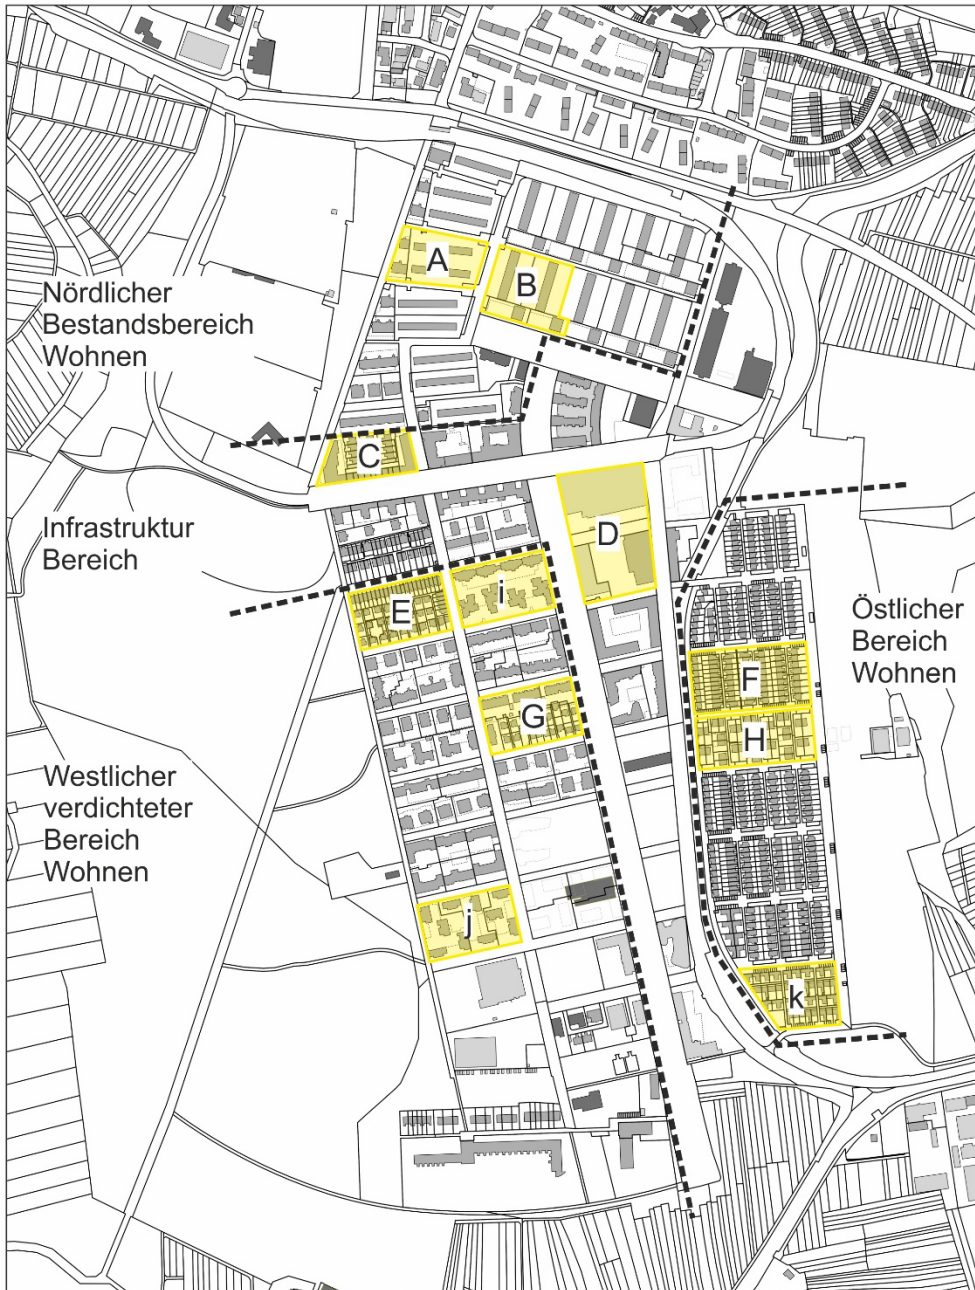 A
B
Nördlicher
Bestandsbereich
Wohnen
C
Infrastruktur
Bereich
D
E
i
Östlicher
Bereich
Wohnen
F
G
H
Westlicher
verdichteter
Bereich
Wohnen
j
k